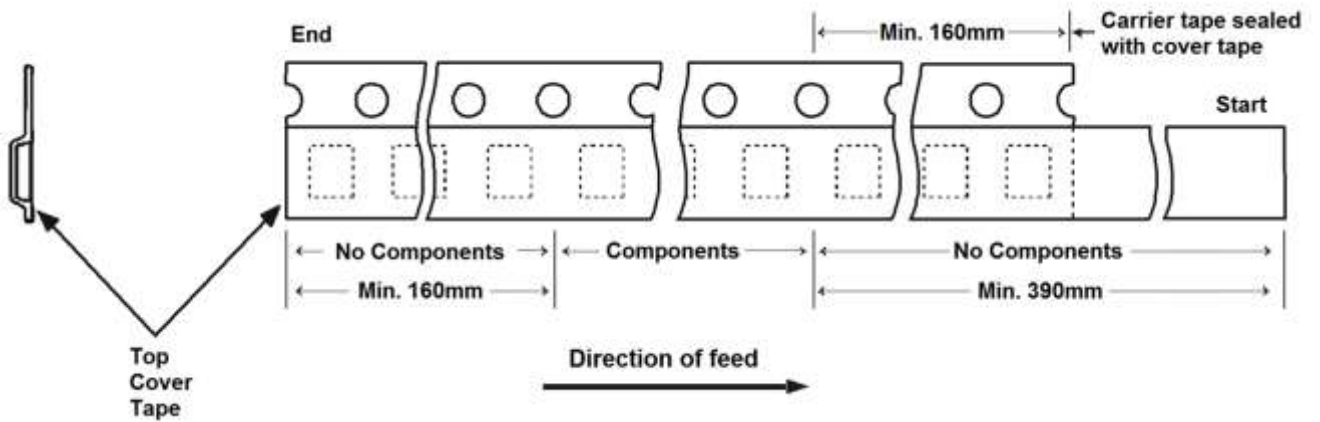 End
Min. 160mm
Carrier tape sealed
with cover tape
Start
No Components
Components
No Components
Min. 160mm
Min. 390mm
Top
Cover
Tape
Direction of feed